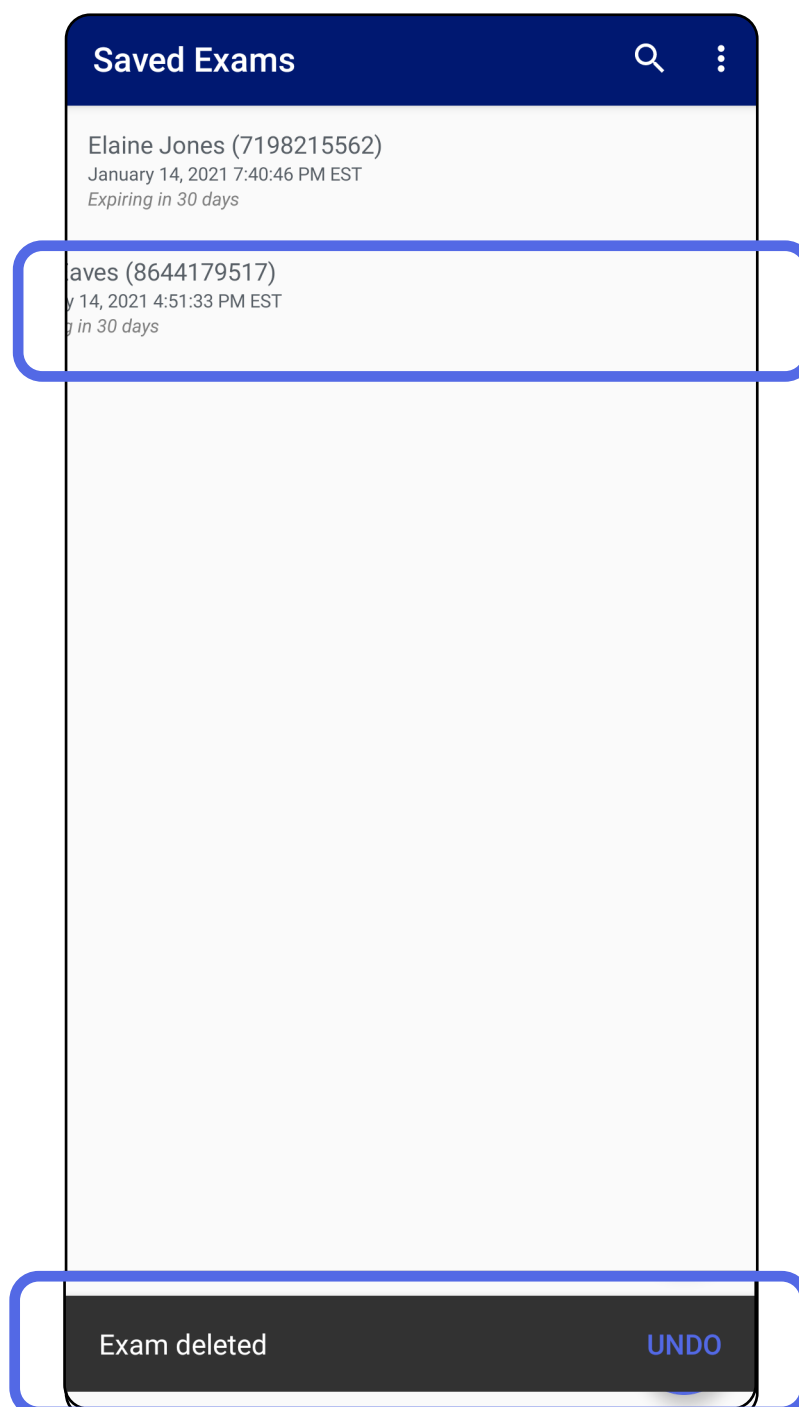 Saved Exams
Elaine Jones (7198215562)
January 14, 2021 7:40:46 PM EST
Expiring in 30 days
aves (8644179517)
y 14, 2021 4:51:33 PM EST
g in 30 days
Exam deleted UNDO